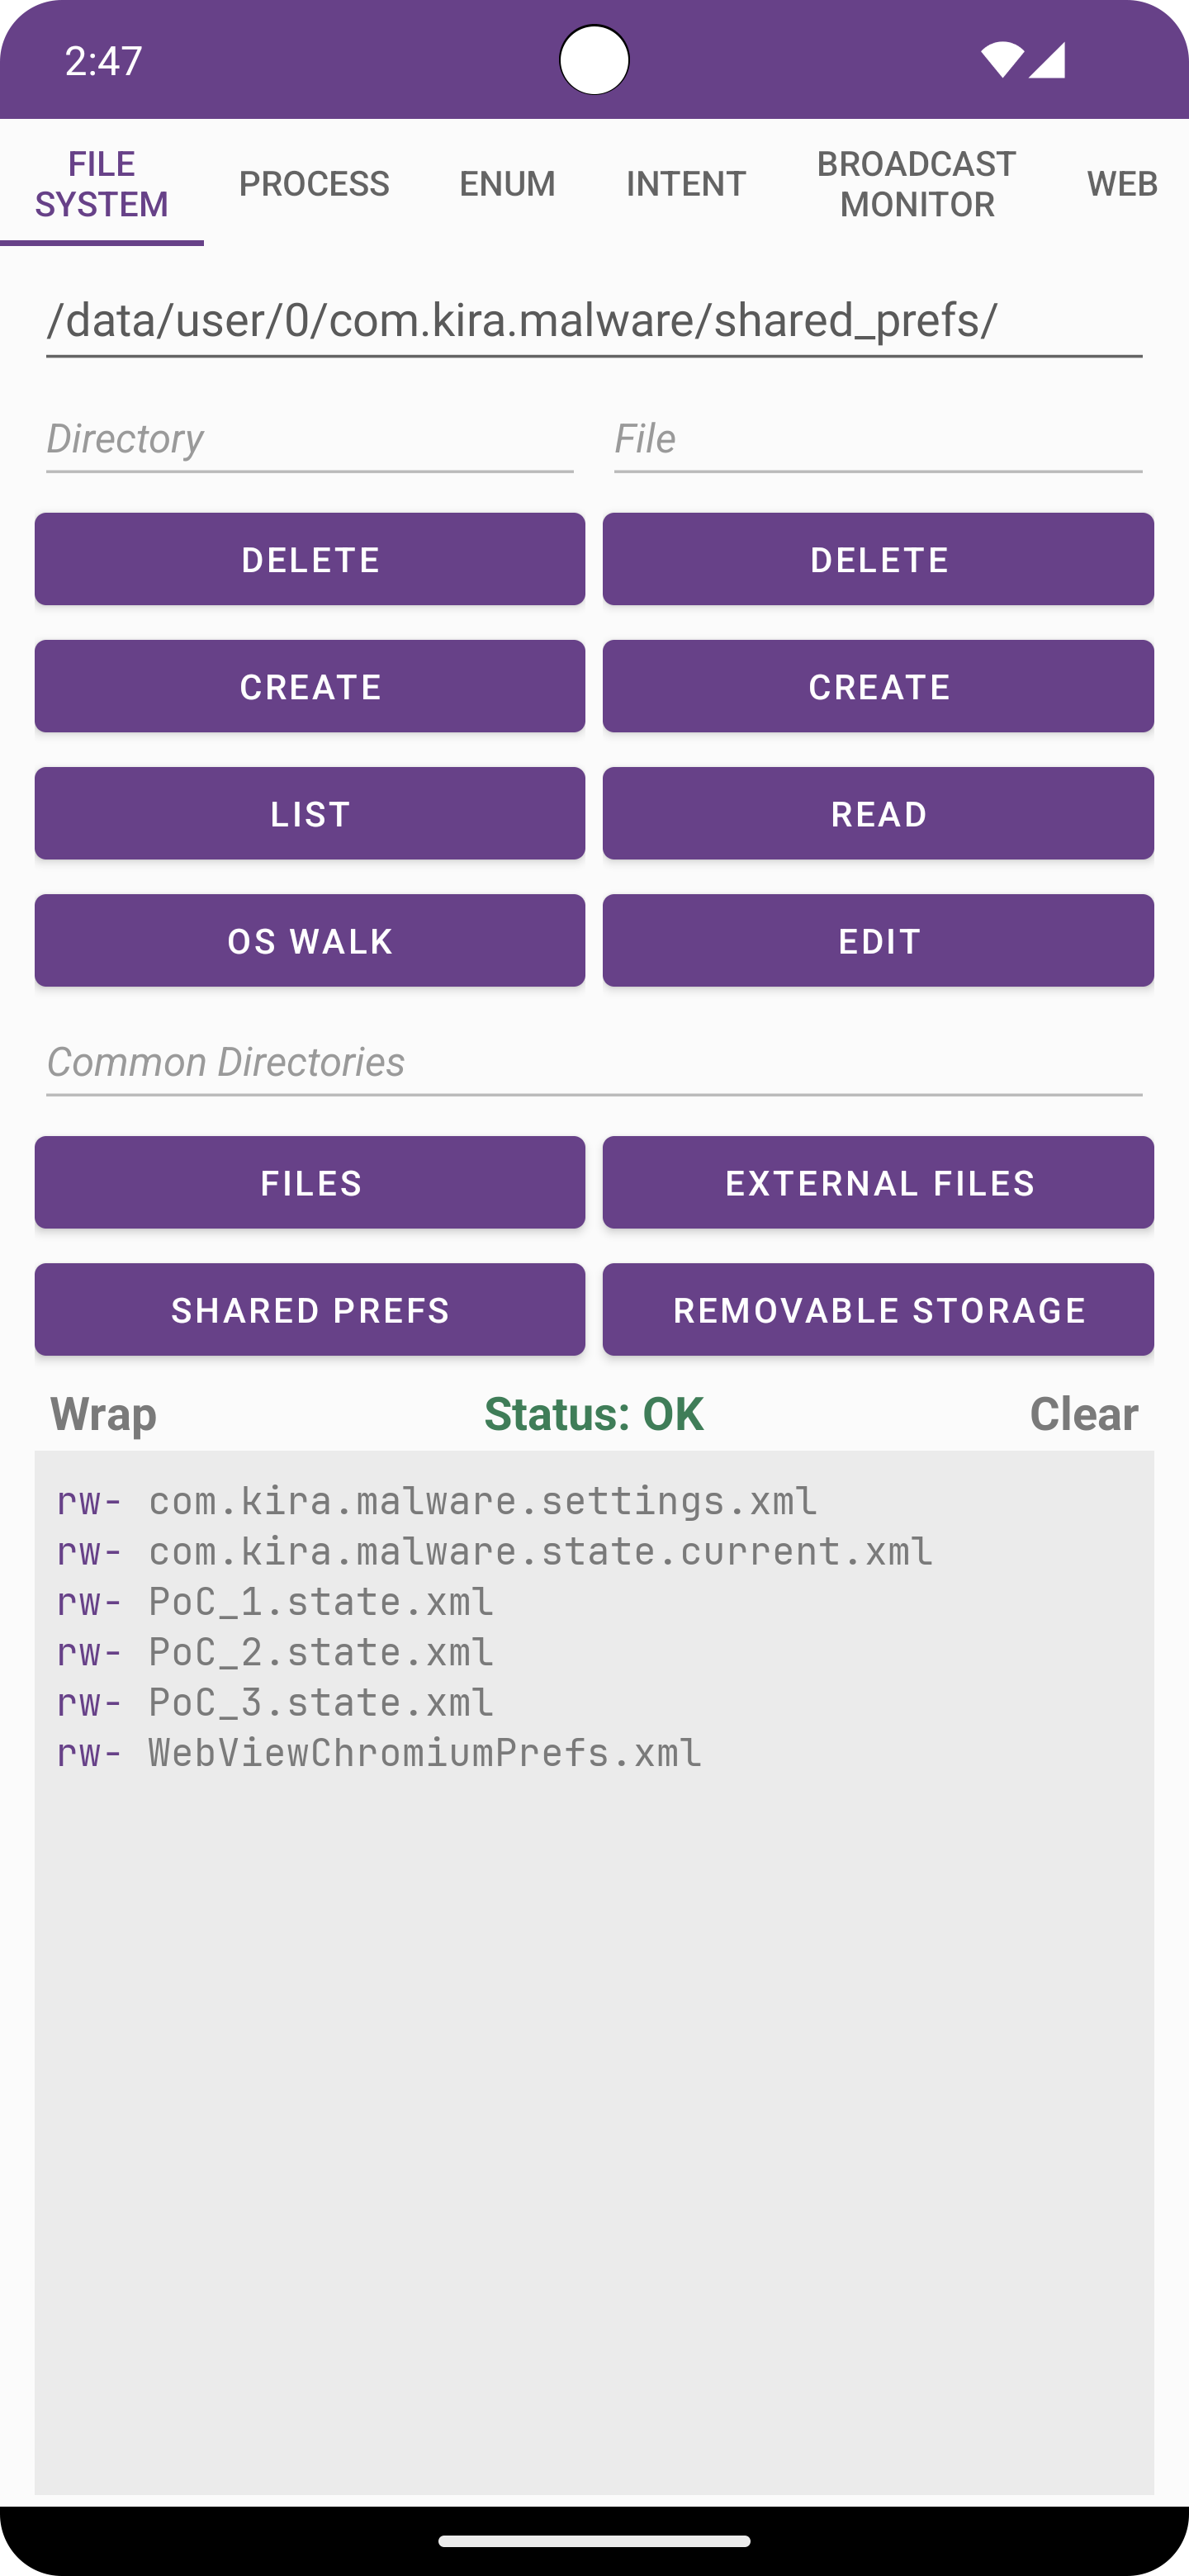 2:47
FILE SYSTEM
PROCESS
ENUM
INTENT
BROADCAST MONITOR
WEB
/data/user/0/com.kira.malware/shared_prefs/
Directory
File
DELETE
DELETE
CREATE
CREATE
LIST
READ
OS WALK
EDIT
Common Directories
FILES
EXTERNAL FILES
SHARED PREFS
REMOVABLE STORAGE
Wrap
Status: OK
Clear
rw- com.kira.malware.settings.xml
rw- com.kira.malware.state.current.xml
rw- PoC_1.state.xml
rw- PoC_2.state.xml
rw- PoC_3.state.xml
rw- WebViewChromiumPrefs.xml